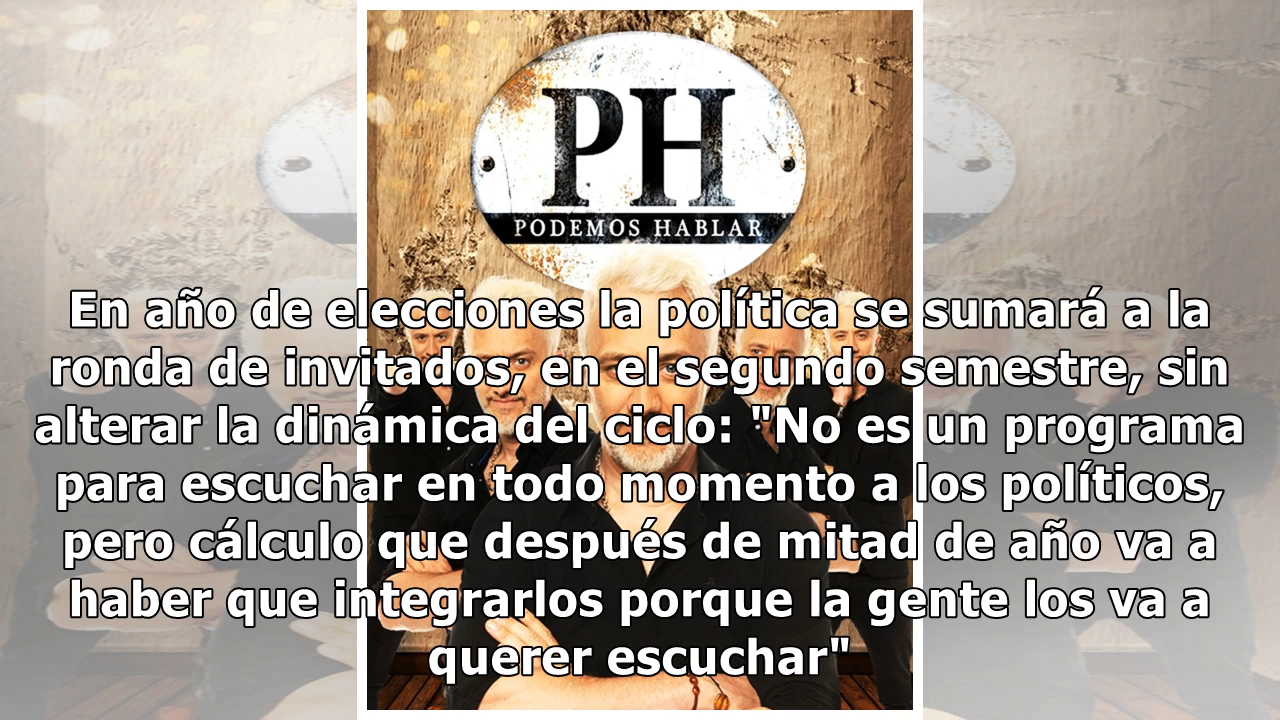 PH
PODEMOS HABLAR
En año de elecciones la política se sumará a la
ronda de invitados, en el segundo semestre, sin
alterar la dinámica del ciclo: "No es un programa
para escuchar en todo momento a los políticos,
pero cálculo que después de mitad de año va a
haber que integrarlos porque la gente los va a
querer escuchar"